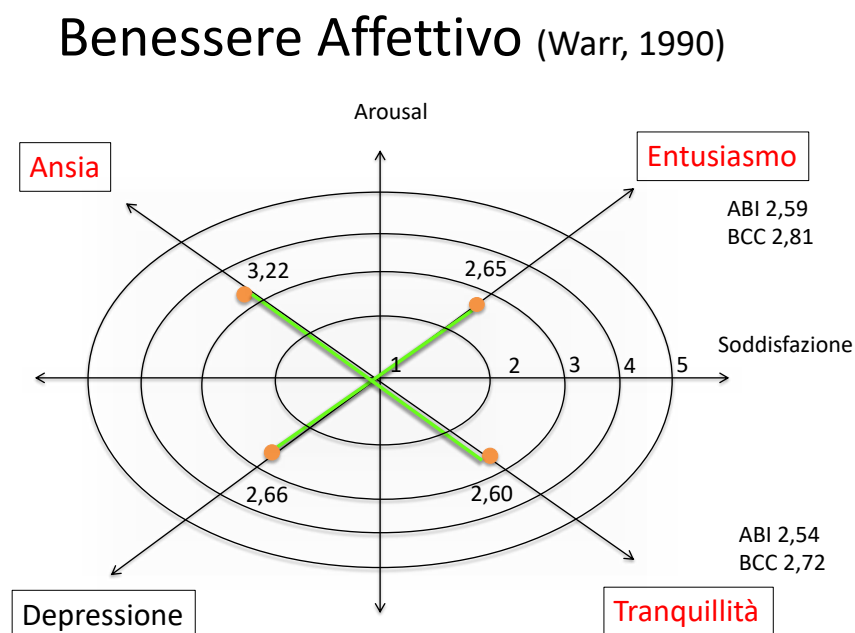 Benessere Affettivo (Warr, 1990)
Arousal
Ansia
Entusiasmo
ABI 2,59
BCC 2,81
3,22
2,65
Soddisfazione
1
2
3
4
5
2,66
2,60
ABI 2,54
BCC 2,72
Depressione
Tranquillità